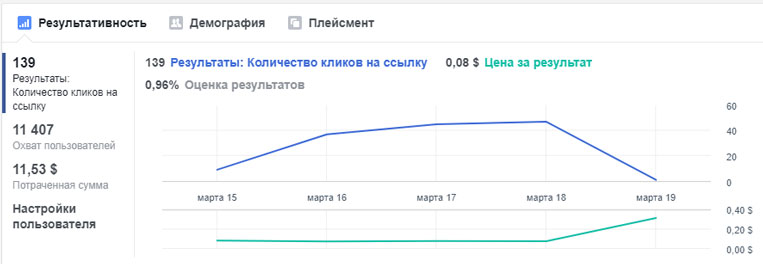 Результативность Демография Плейсмент
139
Результаты:
Количество кликов на
ссылку
11 407
Охват пользователей
11,53 $
Потраченная сумма
Настройки
пользователя
139 Результаты: Количество кликов на ссылку 0,08 $ Цена за результат
0,96% Оценка результатов
60
40
20
0
марта 15 марта 16 марта 17 марта 18 марта 19
0,40 $
0,20 $
0,00 $